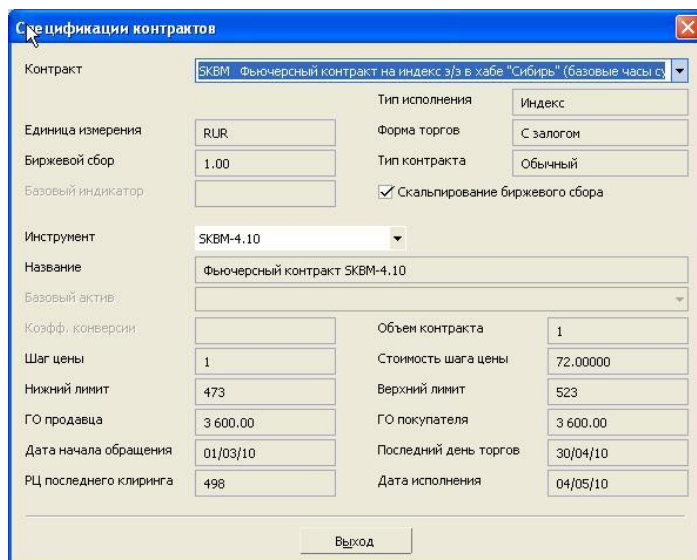 Спецификации контрактов
Контракт SKBM Фьючерсный контракт на индекс э/э в хабе "Сибирь" (базовые часы су
Тип исполнения Индекс
Единица измерения RUR Форма торгов С залогом
Биржевой сбор 1.00 Тип контракта Обычный
Базовый индикатор Скальпирование биржевого сбора
Инструмент SKBM-4.10
Название Фьючерсный контракт SKBM-4.10
Базовый актив
Коэфф. конверсии Объем контракта 1
Шаг цены 1 Стоимость шага цены 72.00000
Нижний лимит 473 Верхний лимит 523
ГО продавца 3 600.00 ГО покупателя 3 600.00
Дата начала обращения 01/03/10 Последний день торгов 30/04/10
РЦ последнего клиринга 498 Дата исполнения 04/05/10
Выход